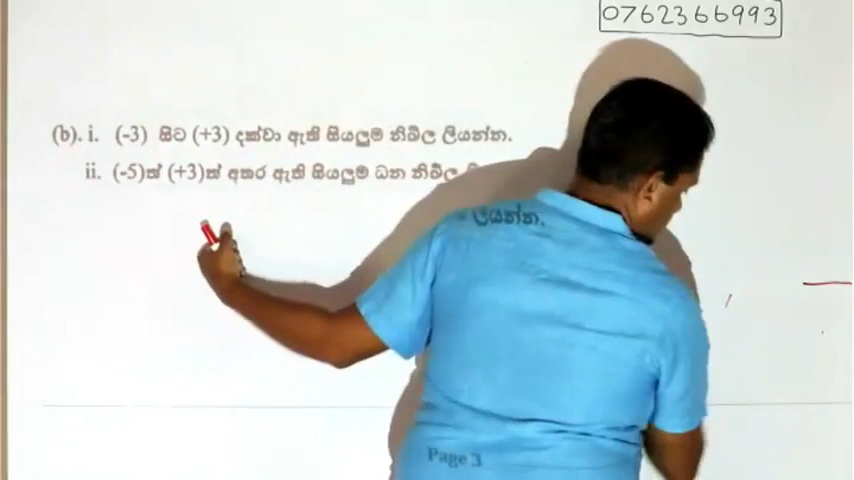 0762366993
(b). i. (-3) සිට (+3) දක්වා ඇති සියලුම නිඛිල ලියන්න.
ii. (-5)ත් (+3)ත් අතර ඇති සියලුම ධන නිඛිල ලියන්න.
Page 3